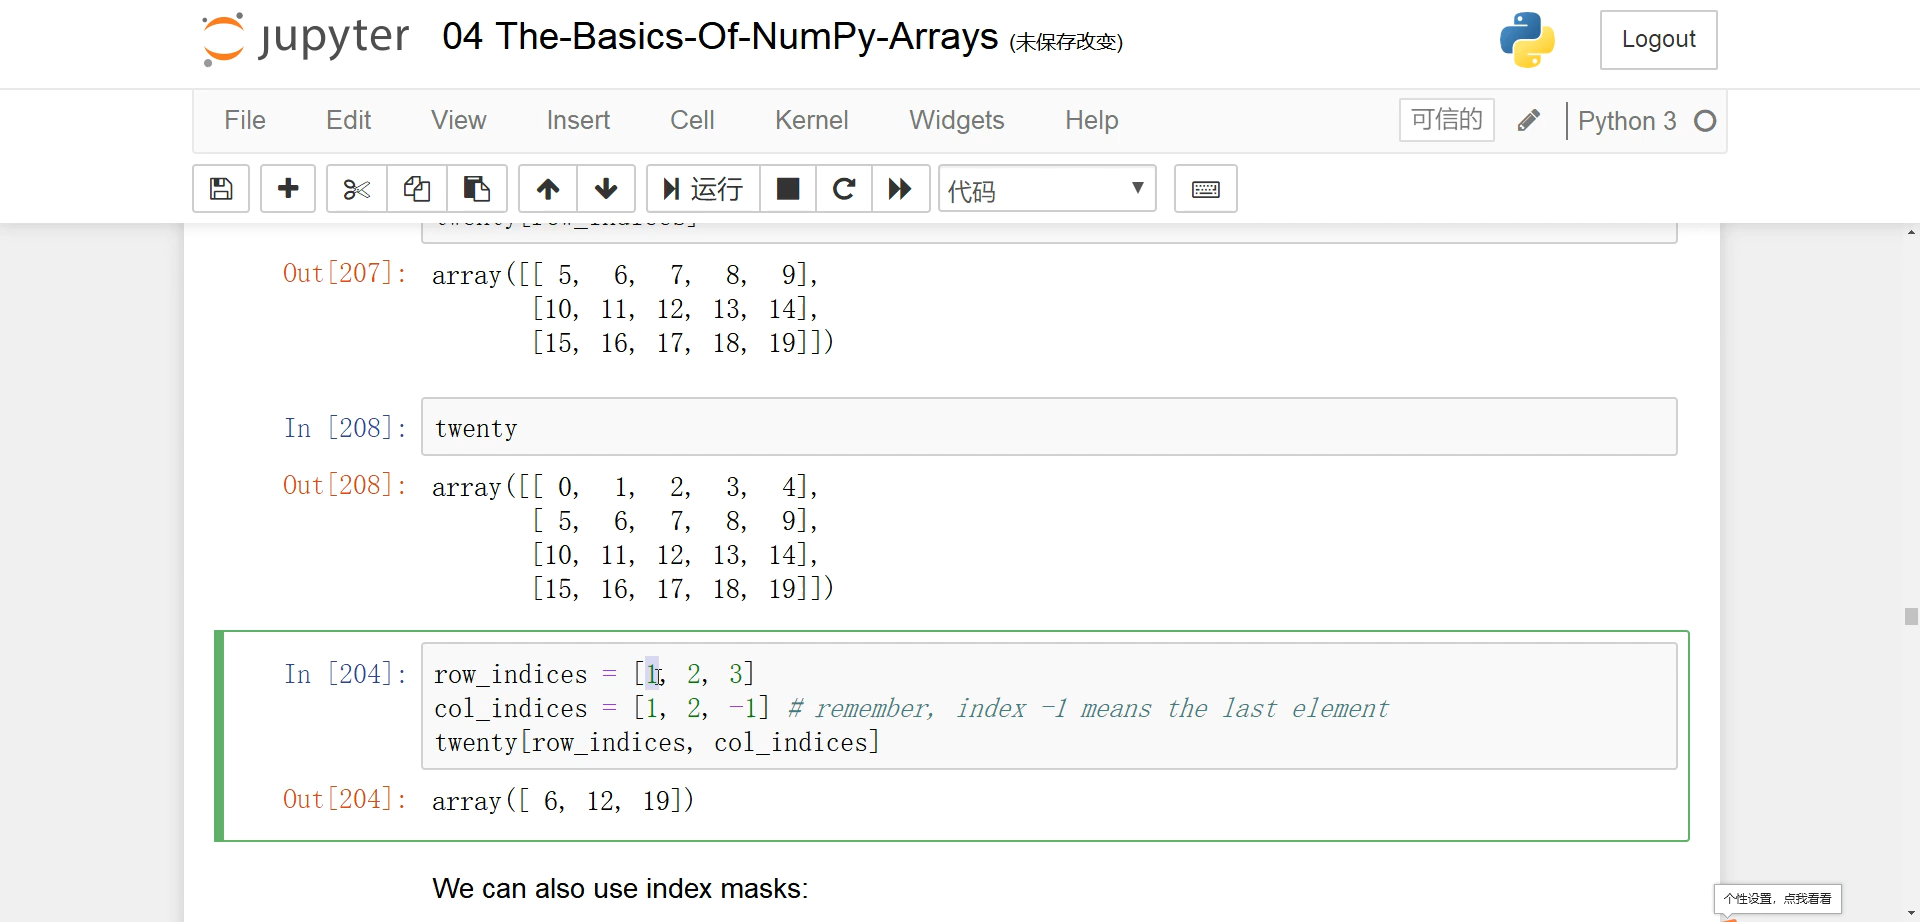 jupyter 04 The-Basics-Of-NumPy-Arrays (未保存改变) Logout
File Edit View Insert Cell Kernel Widgets Help 可信的 Python 3
运行 代码
twenty[row_indices]
Out[207]: array([[ 5, 6, 7, 8, 9],
[10, 11, 12, 13, 14],
[15, 16, 17, 18, 19]])
In [208]: twenty
Out[208]: array([[ 0, 1, 2, 3, 4],
[ 5, 6, 7, 8, 9],
[10, 11, 12, 13, 14],
[15, 16, 17, 18, 19]])
In [204]: row_indices = [1, 2, 3]
col_indices = [1, 2, -1] # remember, index -1 means the last element
twenty[row_indices, col_indices]
Out[204]: array([ 6, 12, 19])
We can also use index masks:
个性设置，点我看看